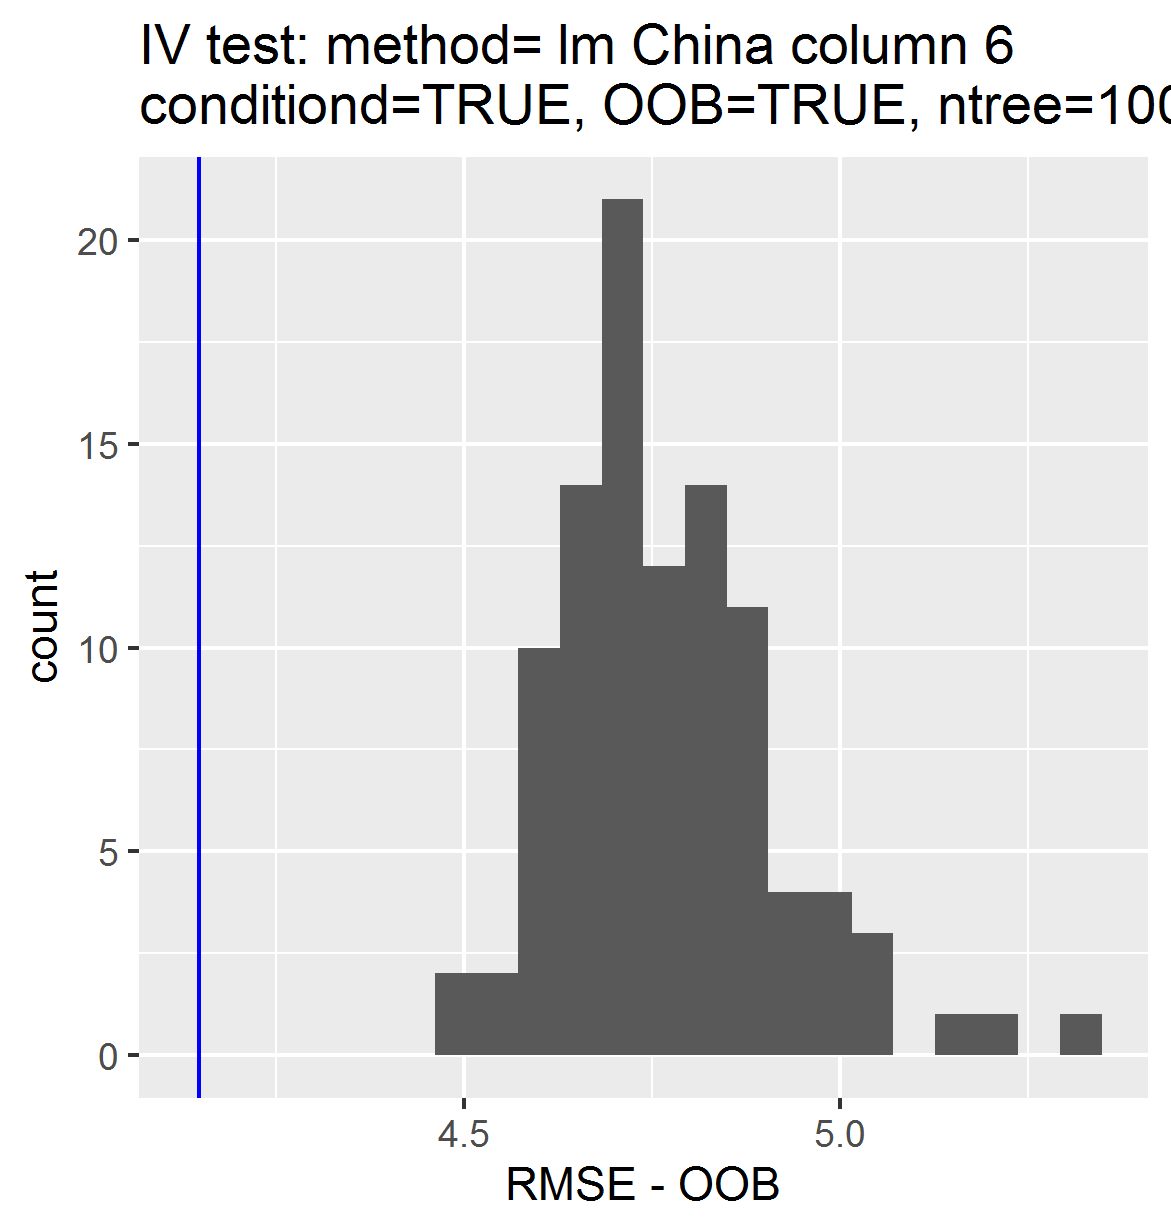 IV test: method= lm China column 6
conditiond=TRUE, OOB=TRUE, ntree=100
20
15
10
5
0
count
4.5
5.0
RMSE - OOB